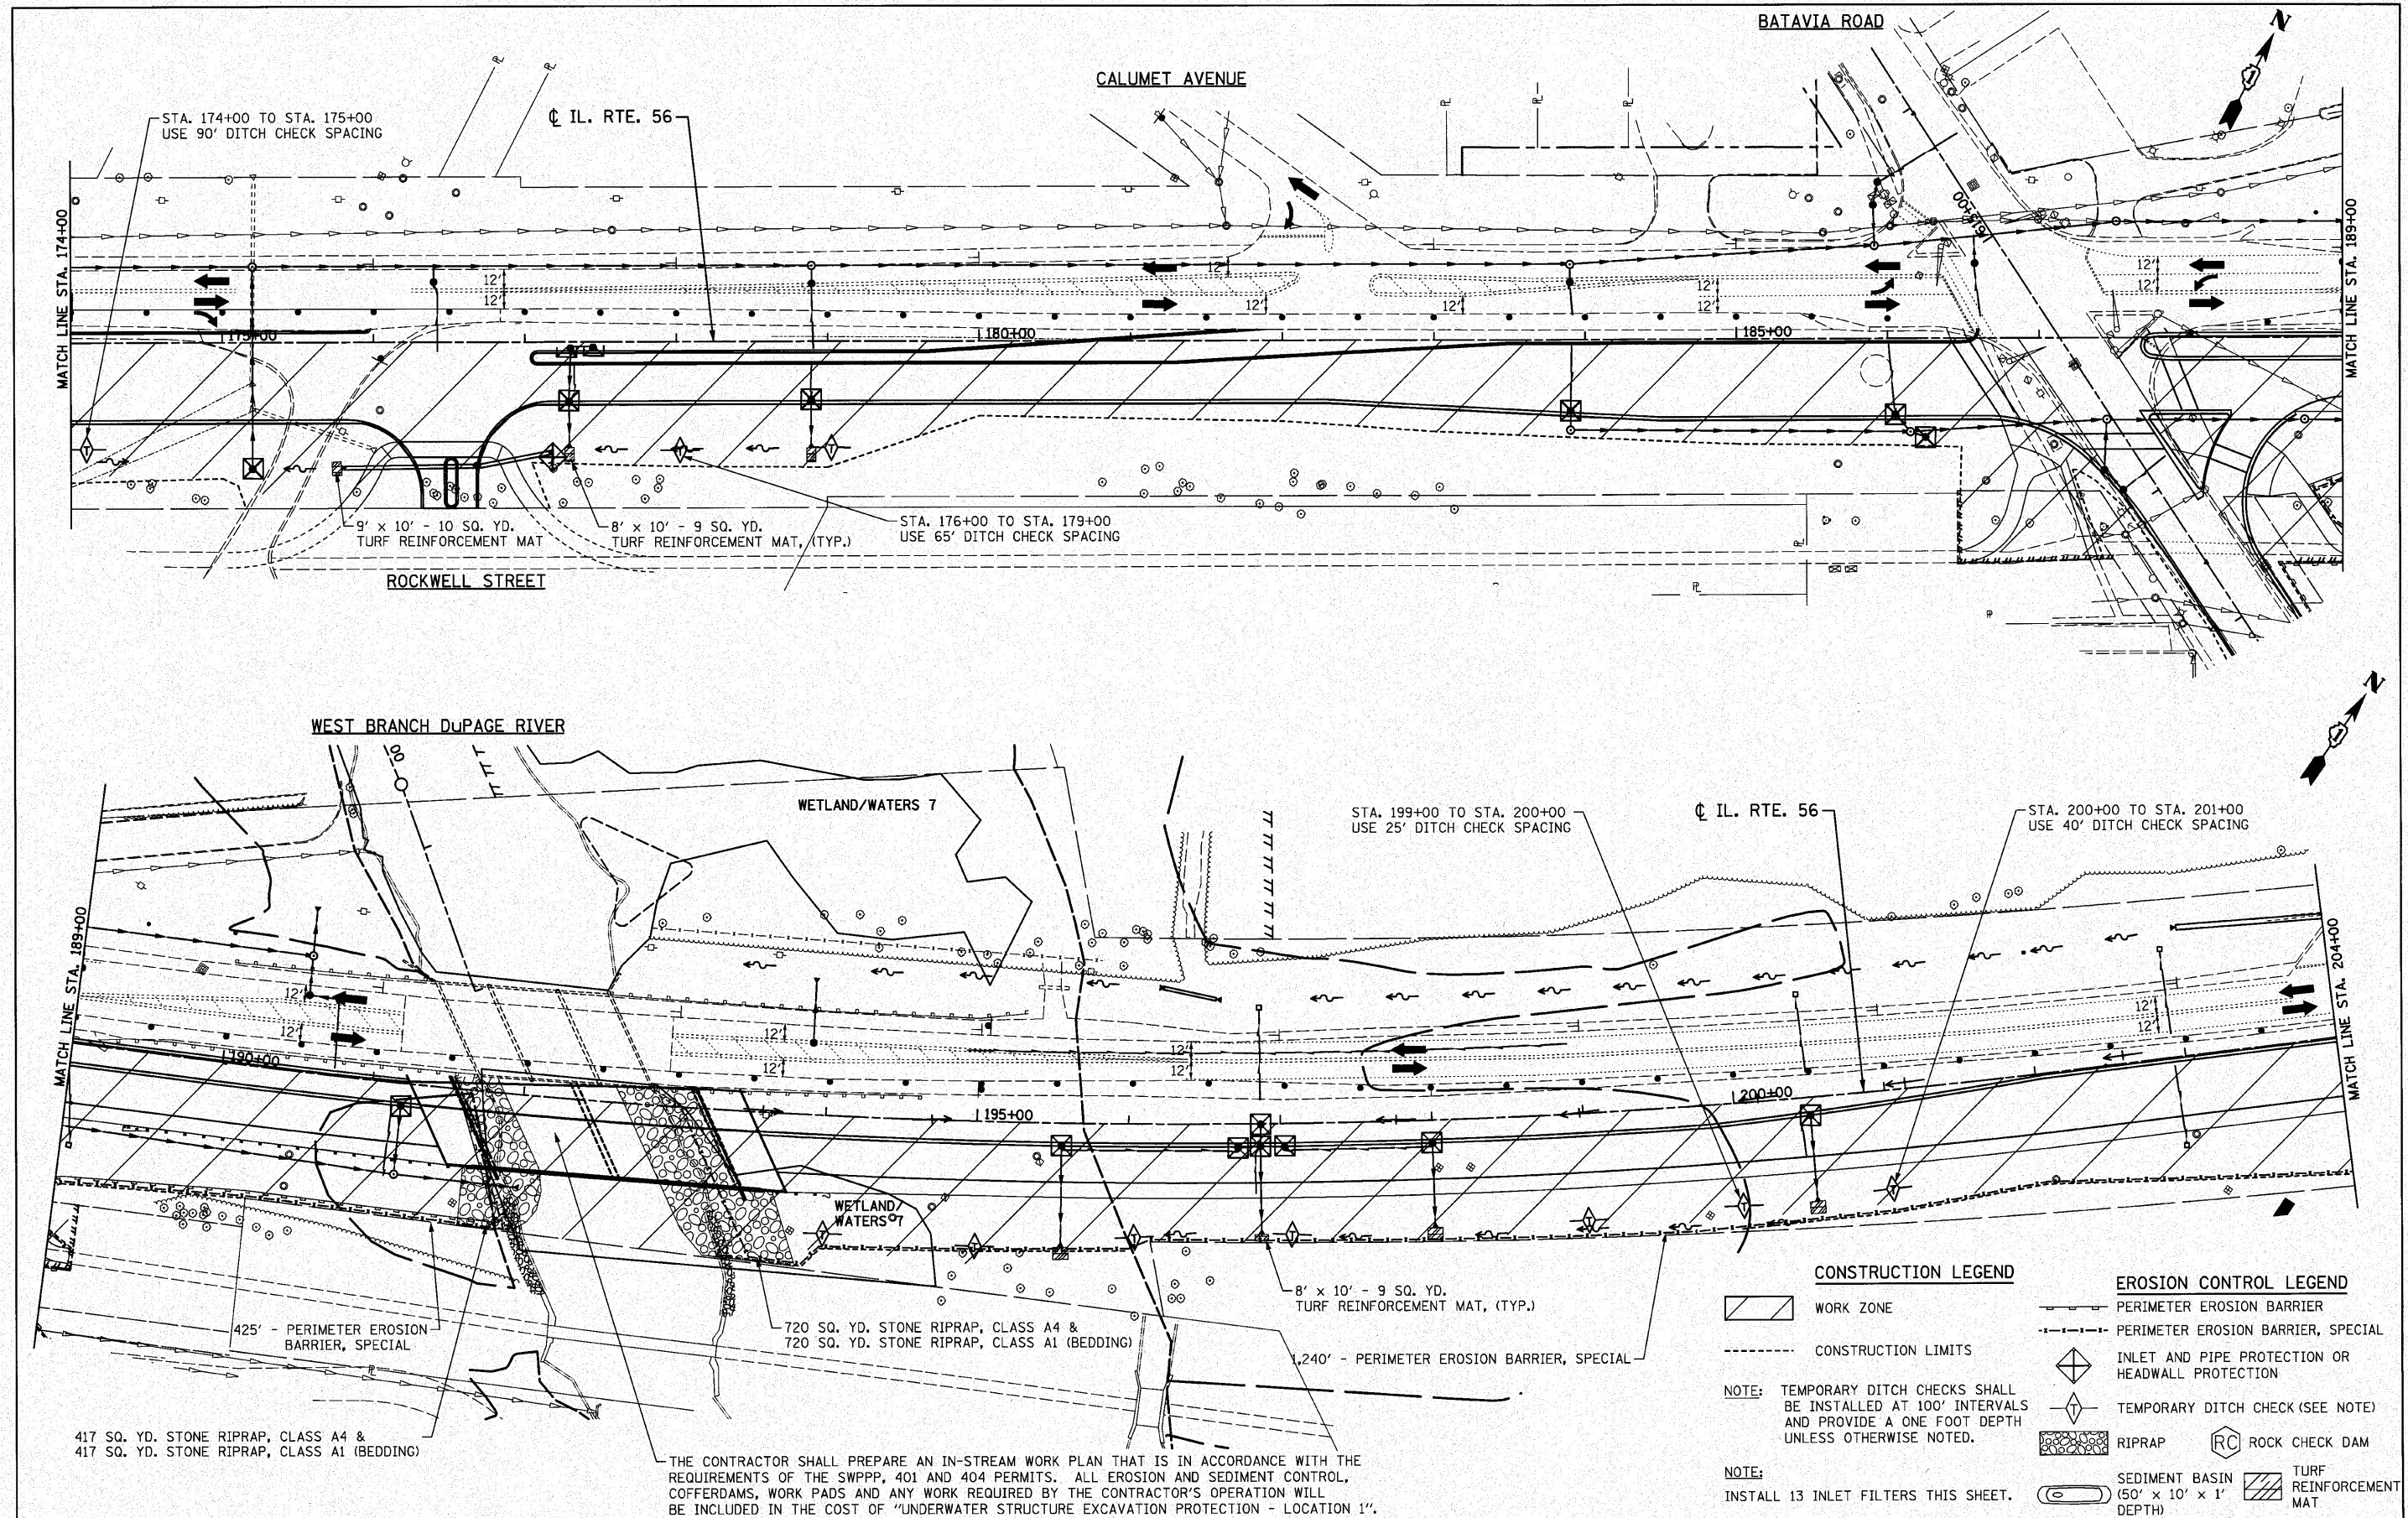 BATAVIA ROAD
N
CALUMET AVENUE
STA. 174+00 TO STA. 175+00
USE 90' DITCH CHECK SPACING
℄ IL. RTE. 56
MATCH LINE STA. 174+00
MATCH LINE STA. 189+00
151+00
12'
12'
12'
12'
12'
12'
12'
12'
12'
175+00
180+00
185+00
T
T
T
9' x 10' - 10 SQ. YD.
TURF REINFORCEMENT MAT
8' x 10' - 9 SQ. YD.
TURF REINFORCEMENT MAT, (TYP.)
STA. 176+00 TO STA. 179+00
USE 65' DITCH CHECK SPACING
ROCKWELL STREET
N
WEST BRANCH DuPAGE RIVER
00
WETLAND/WATERS 7
STA. 199+00 TO STA. 200+00
USE 25' DITCH CHECK SPACING
℄ IL. RTE. 56
STA. 200+00 TO STA. 201+00
USE 40' DITCH CHECK SPACING
MATCH LINE STA. 189+00
MATCH LINE STA. 204+00
12'
12'
12'
12'
12'
12'
12'
12'
190+00
195+00
200+00
WETLAND/
WATERS 7
T
T
T
T
T
T
T
425' - PERIMETER EROSION
BARRIER, SPECIAL
720 SQ. YD. STONE RIPRAP, CLASS A4 &
720 SQ. YD. STONE RIPRAP, CLASS A1 (BEDDING)
8' x 10' - 9 SQ. YD.
TURF REINFORCEMENT MAT, (TYP.)
1,240' - PERIMETER EROSION BARRIER, SPECIAL
417 SQ. YD. STONE RIPRAP, CLASS A4 &
417 SQ. YD. STONE RIPRAP, CLASS A1 (BEDDING)
THE CONTRACTOR SHALL PREPARE AN IN-STREAM WORK PLAN THAT IS IN ACCORDANCE WITH THE
REQUIREMENTS OF THE SWPPP, 401 AND 404 PERMITS. ALL EROSION AND SEDIMENT CONTROL,
COFFERDAMS, WORK PADS AND ANY WORK REQUIRED BY THE CONTRACTOR'S OPERATION WILL
BE INCLUDED IN THE COST OF "UNDERWATER STRUCTURE EXCAVATION PROTECTION - LOCATION 1".
CONSTRUCTION LEGEND
WORK ZONE
CONSTRUCTION LIMITS
NOTE: TEMPORARY DITCH CHECKS SHALL
BE INSTALLED AT 100' INTERVALS
AND PROVIDE A ONE FOOT DEPTH
UNLESS OTHERWISE NOTED.
NOTE:
INSTALL 13 INLET FILTERS THIS SHEET.
EROSION CONTROL LEGEND
PERIMETER EROSION BARRIER
PERIMETER EROSION BARRIER, SPECIAL
INLET AND PIPE PROTECTION OR
HEADWALL PROTECTION
T TEMPORARY DITCH CHECK (SEE NOTE)
RIPRAP
RC ROCK CHECK DAM
SEDIMENT BASIN
(50' x 10' x 1'
DEPTH)
TURF
REINFORCEMENT
MAT